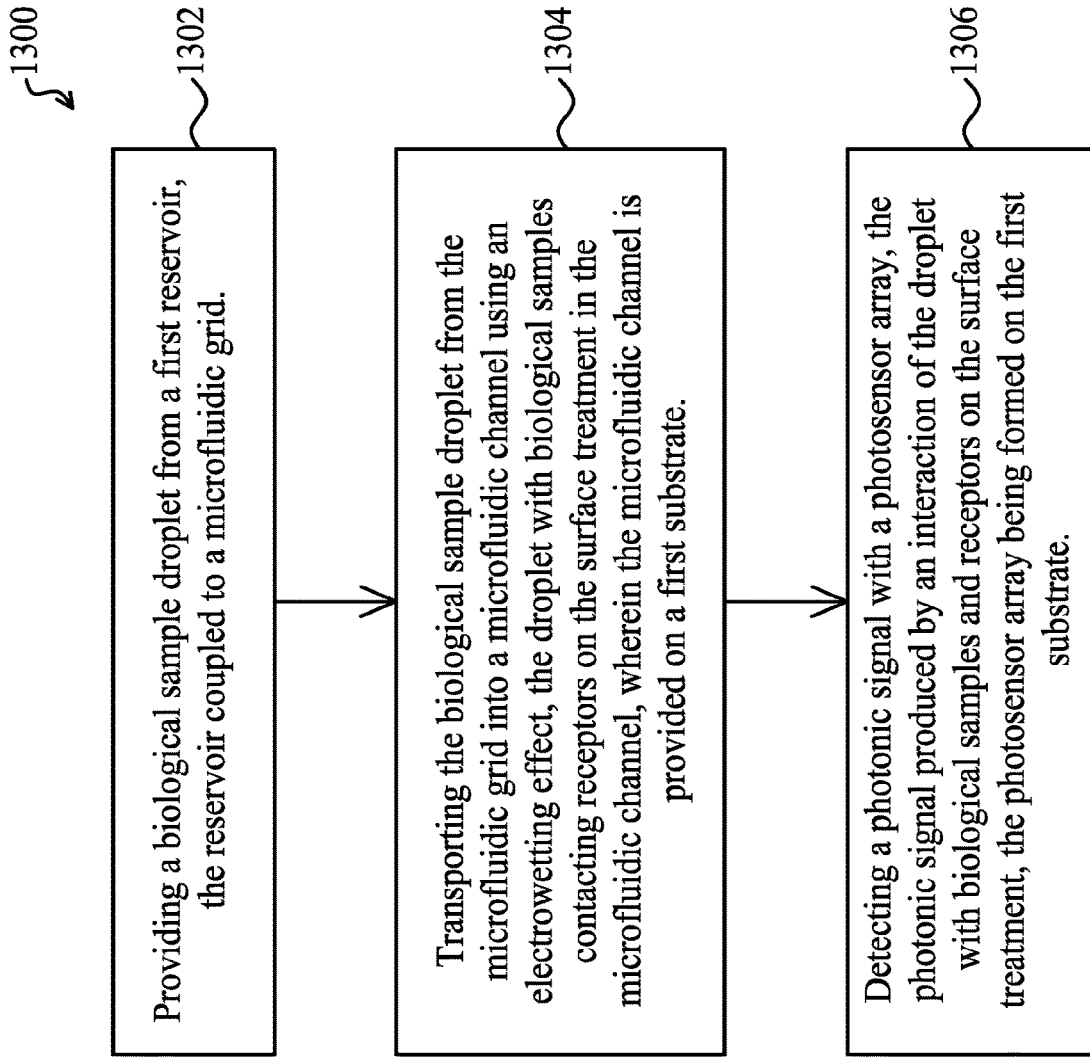 1300
1302
Providing a biological sample droplet from a first reservoir,
the reservoir coupled to a microfluidic grid.
1304
Transporting the biological sample droplet from the
microfluidic grid into a microfluidic channel using an
electrowetting effect, the droplet with biological samples
contacting receptors on the surface treatment in the
microfluidic channel, wherein the microfluidic channel is
provided on a first substrate.
1306
Detecting a photonic signal with a photosensor array, the
photonic signal produced by an interaction of the droplet
with biological samples and receptors on the surface
treatment, the photosensor array being formed on the first
substrate.